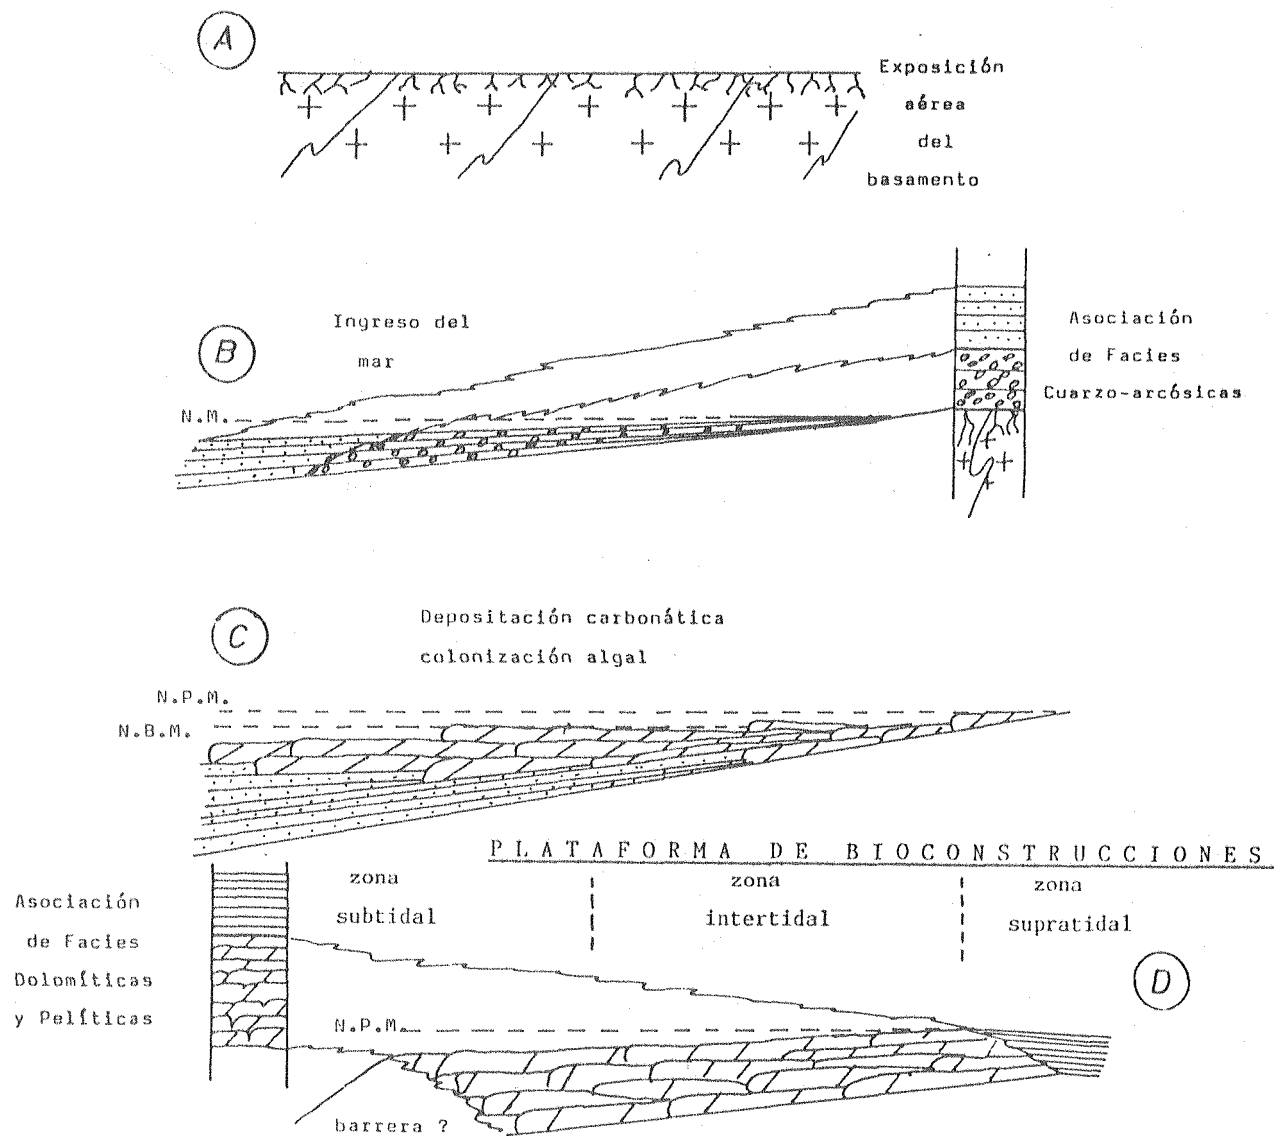 A
Exposición
aérea
del
basamento
B
Ingreso del
mar
N.M.
Asociación
de Facies
Cuarzo-arcósicas
C
Depositación carbonática
colonización algal
N.P.M.
N.B.M.
PLATAFORMA DE BIOCONSTRUCCIONES
zona
subtidal
zona
intertidal
zona
supratidal
Asociación
de Facies
Dolomíticas
y Pelíticas
D
N.P.M.
barrera ?